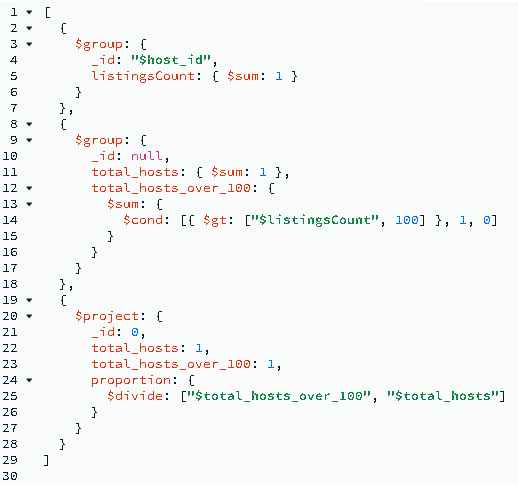 1 [
2 {
3 $group: {
4 _id: "$host_id",
5 listingsCount: { $sum: 1 }
6 }
7 },
8 {
9 $group: {
10 _id: null,
11 total_hosts: { $sum: 1 },
12 total_hosts_over_100: {
13 $sum: {
14 $cond: [{ $gt: ["$listingsCount", 100] }, 1, 0]
15 }
16 }
17 }
18 },
19 {
20 $project: {
21 _id: 0,
22 total_hosts: 1,
23 total_hosts_over_100: 1,
24 proportion: {
25 $divide: ["$total_hosts_over_100", "$total_hosts"]
26 }
27 }
28 }
29 ]
30